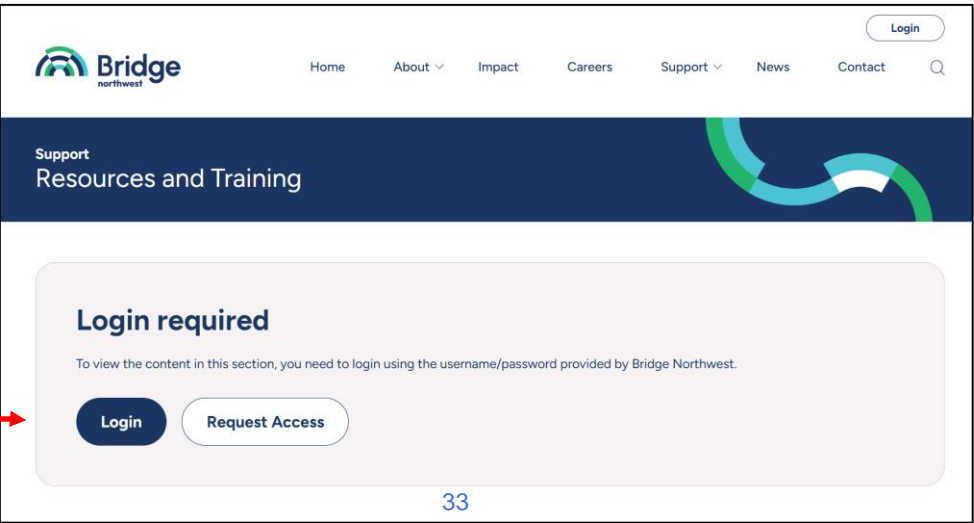 Login
Bridge
northwest
Home About Impact Careers Support News Contact
Support
Resources and Training
Login required
To view the content in this section, you need to login using the username/password provided by Bridge Northwest.
Login Request Access
33